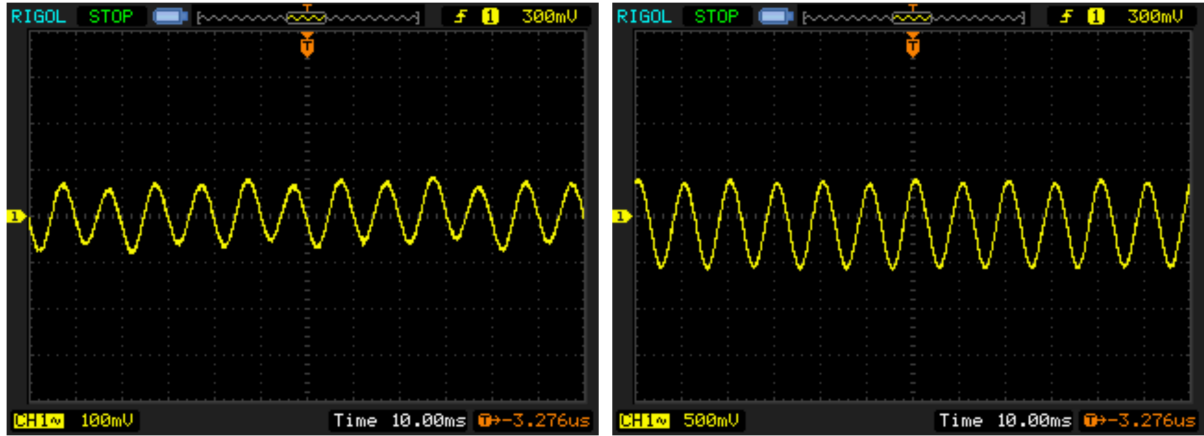 RIGOL STOP T 1 300mV
T
1
CH1~ 100mV Time 10.00ms T→-3.276us
RIGOL STOP T 1 300mV
T
1
CH1~ 500mV Time 10.00ms T→-3.276us